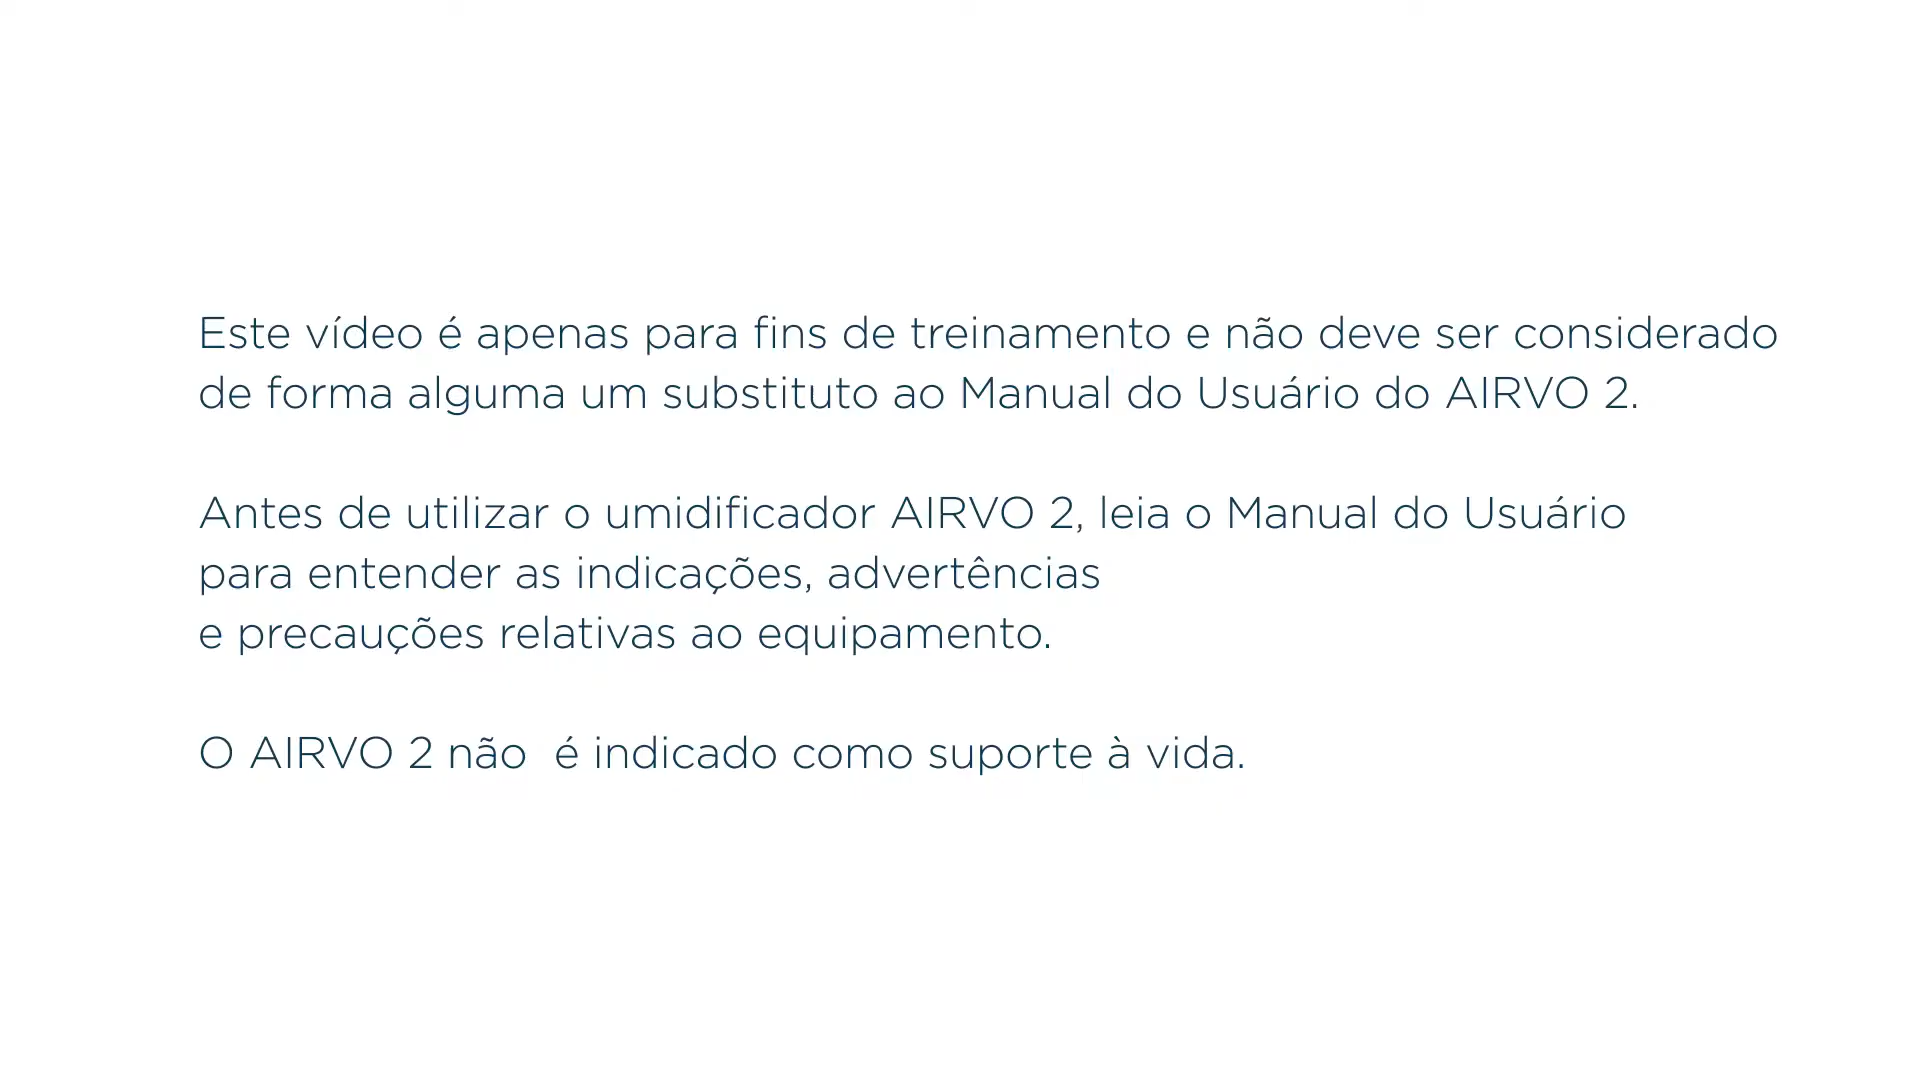 Este vídeo é apenas para fins de treinamento e não deve ser considerado
de forma alguma um substituto ao Manual do Usuário do AIRVO 2.
Antes de utilizar o umidificador AIRVO 2, leia o Manual do Usuário
para entender as indicações, advertências
e precauções relativas ao equipamento.
O AIRVO 2 não  é indicado como suporte à vida.